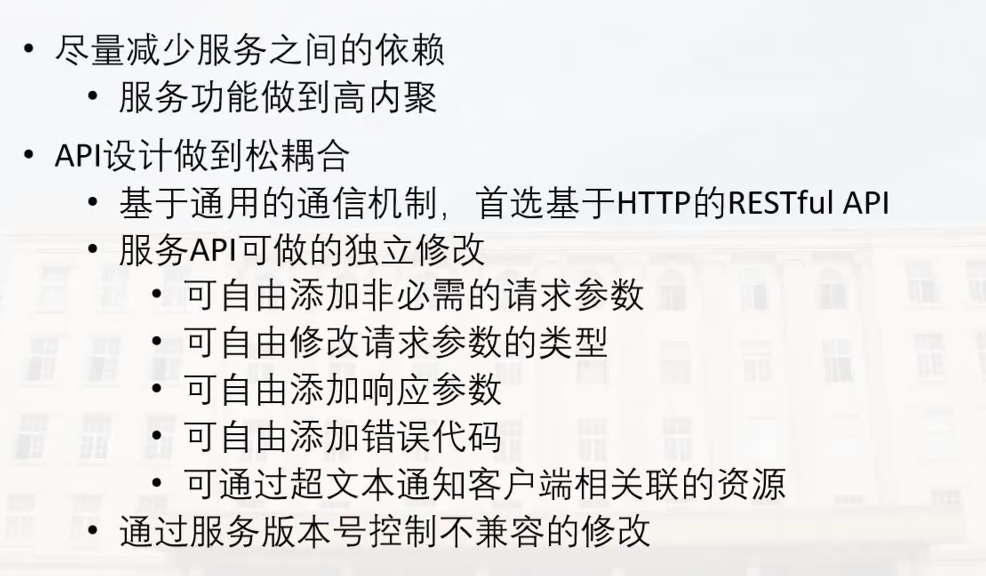 • 尽量减少服务之间的依赖
• 服务功能做到高内聚
• API设计做到松耦合
• 基于通用的通信机制，首选基于HTTP的RESTful API
• 服务API可做的独立修改
• 可自由添加非必需的请求参数
• 可自由修改请求参数的类型
• 可自由添加响应参数
• 可自由添加错误代码
• 可通过超文本通知客户端相关联的资源
• 通过服务版本号控制不兼容的修改